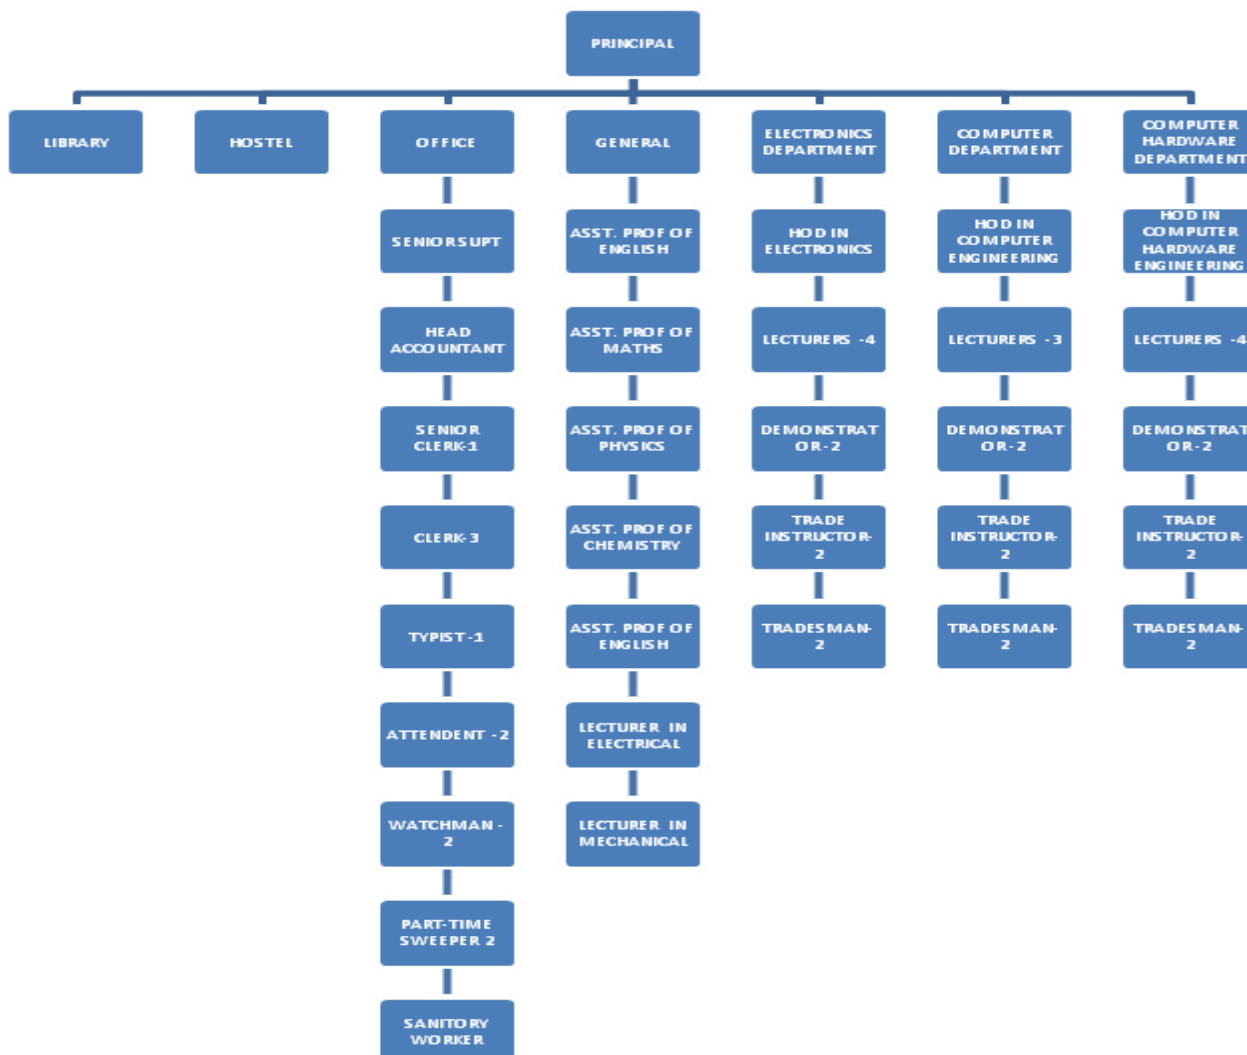 PRINCIPAL
LIBRARY
HOSTEL
OFFICE
GENERAL
ELECTRONICS
DEPARTMENT
COMPUTER
DEPARTMENT
COMPUTER
HARDWARE
DEPARTMENT
SENIOR SUPT
ASST. PROF OF
ENGLISH
HOD IN
ELECTRONICS
HOD IN
COMPUTER
ENGINEERING
HOD IN
COMPUTER
HARDWARE
ENGINEERING
HEAD
ACCOUNTANT
ASST. PROF OF
MATHS
LECTURERS -4
LECTURERS -3
LECTURERS -4
SENIOR
CLERK-1
ASST. PROF OF
PHYSICS
DEMONSTRAT
OR-2
DEMONSTRAT
OR-2
DEMONSTRAT
OR-2
CLERK-3
ASST. PROF OF
CHEMISTRY
TRADE
INSTRUCTOR-
2
TRADE
INSTRUCTOR-
2
TRADE
INSTRUCTOR-
2
TYPIST -1
ASST. PROF OF
ENGLISH
TRADESMAN-
2
TRADESMAN-
2
TRADESMAN-
2
ATTENDENT -2
LECTURER IN
ELECTRICAL
WATCHMAN -
2
LECTURER IN
MECHANICAL
PART-TIME
SWEEPER 2
SANITORY
WORKER